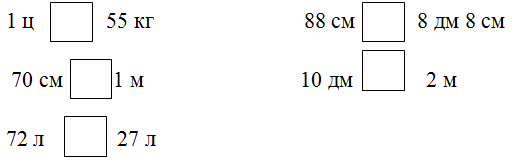 1 ц □ 55 кг 88 см □ 8 дм 8 см
70 см □ 1 м 10 дм □ 2 м
72 л □ 27 л